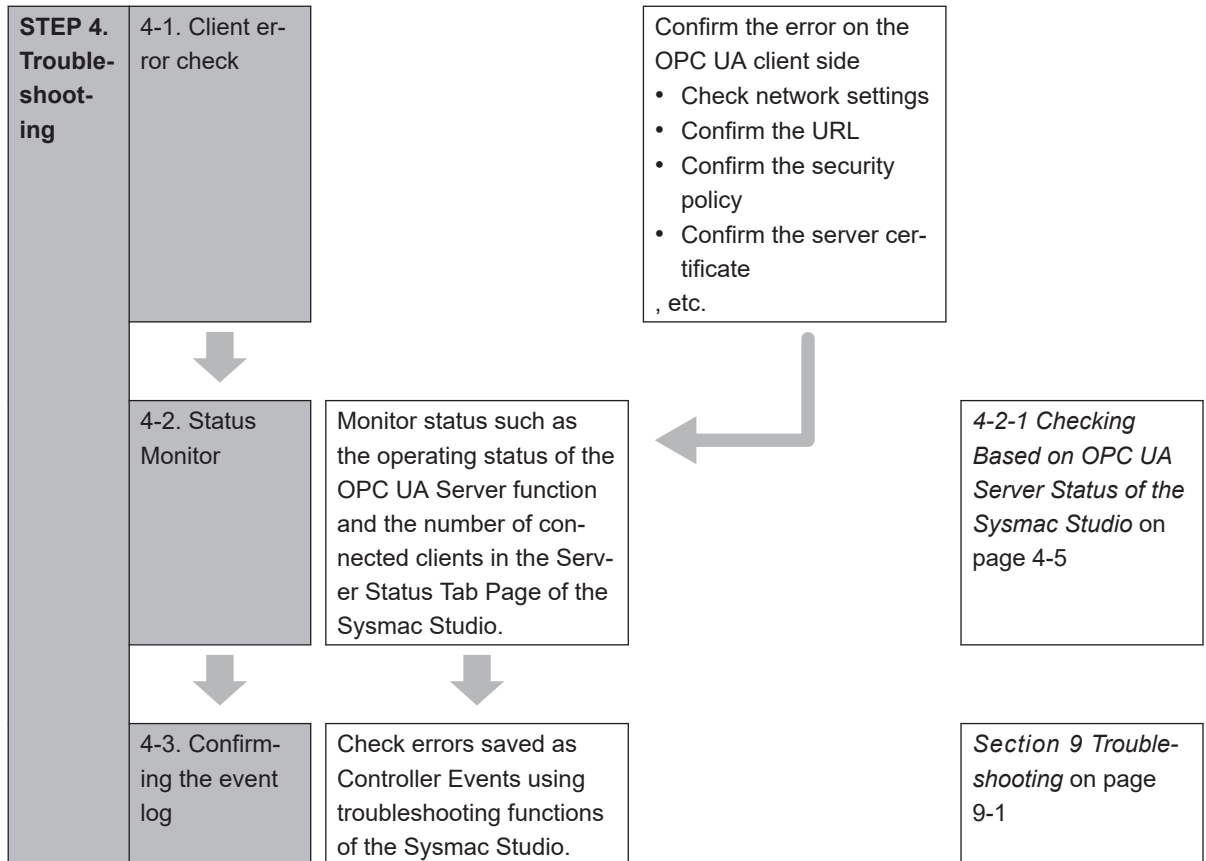 STEP 4.
Trouble-
shoot-
ing
4-1. Client er-
ror check
Confirm the error on the
OPC UA client side
• Check network settings
• Confirm the URL
• Confirm the security
policy
• Confirm the server cer-
tificate
, etc.
4-2. Status
Monitor
Monitor status such as
the operating status of the
OPC UA Server function
and the number of con-
nected clients in the Serv-
er Status Tab Page of the
Sysmac Studio.
4-2-1 Checking
Based on OPC UA
Server Status of the
Sysmac Studio on
page 4-5
4-3. Confirm-
ing the event
log
Check errors saved as
Controller Events using
troubleshooting functions
of the Sysmac Studio.
Section 9 Trouble-
shooting on page
9-1